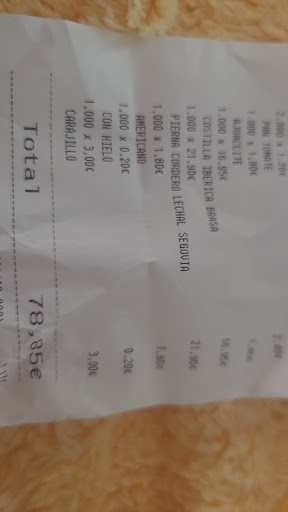 2,000 x 1,20€ 2,40€
PAN TOMATE
1,000 x 1,80€
AJOACEITE
1,000 x 16,95€ 16,95€
COSTILLA IBERICA BRASA
1,000 x 21,90€ 21,90€
PIERNA CORDERO LECHAL SEGOVIA
1,000 x 1,80€ 1,80€
AMERICANO
1,000 x 0,20€ 0,20€
CON HIELO
1,000 x 3,00€ 3,00€
CARAJILLO
Total 78,85€